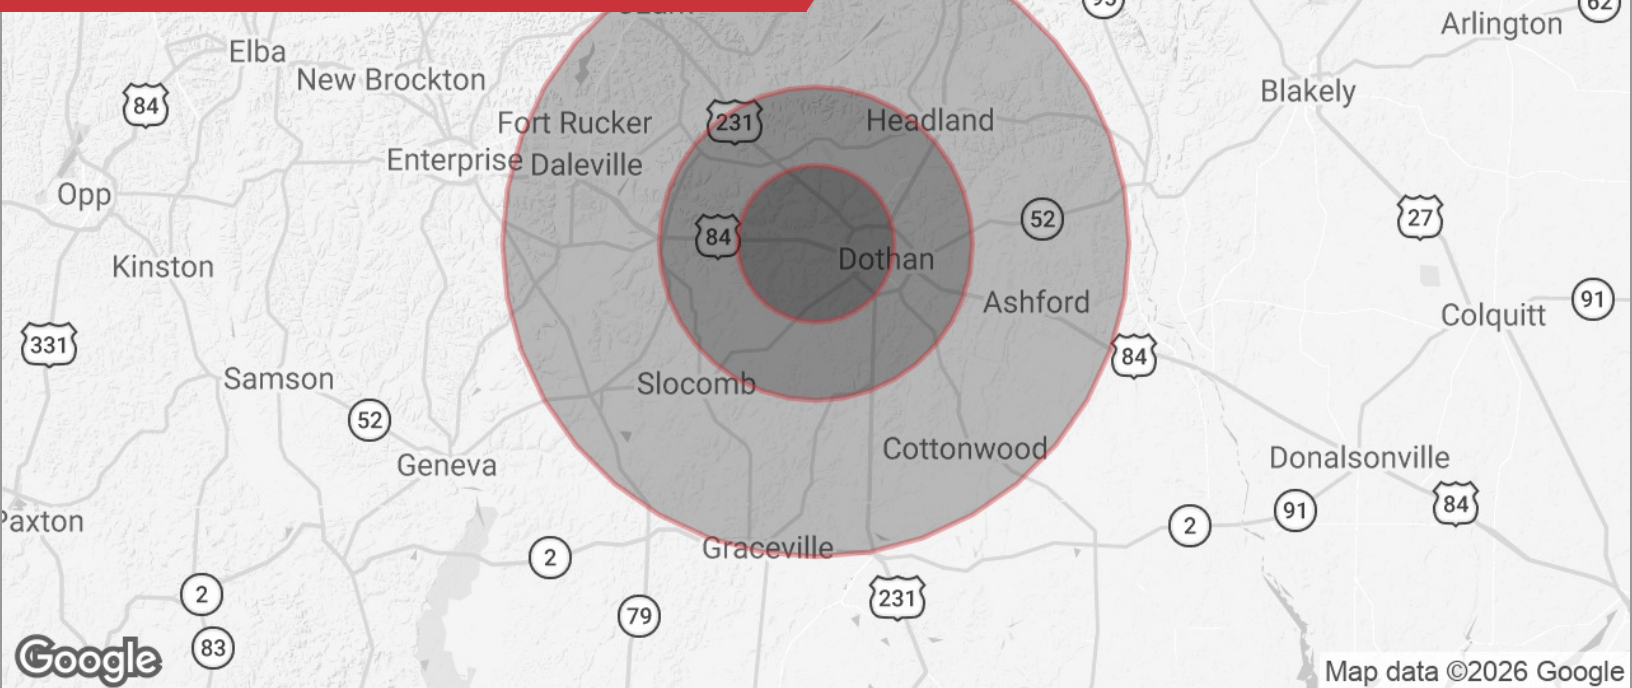 Arlington
62
Elba
New Brockton
84
Blakely
Fort Rucker
231
Headland
Enterprise
Daleville
Opp
52
27
84
Dothan
Kinston
Ashford
91
Colquitt
331
84
Samson
Slocomb
52
Cottonwood
Geneva
Donalsonville
84
91
Paxton
2
Graceville
2
2
231
79
83
Google
Map data ©2026 Google